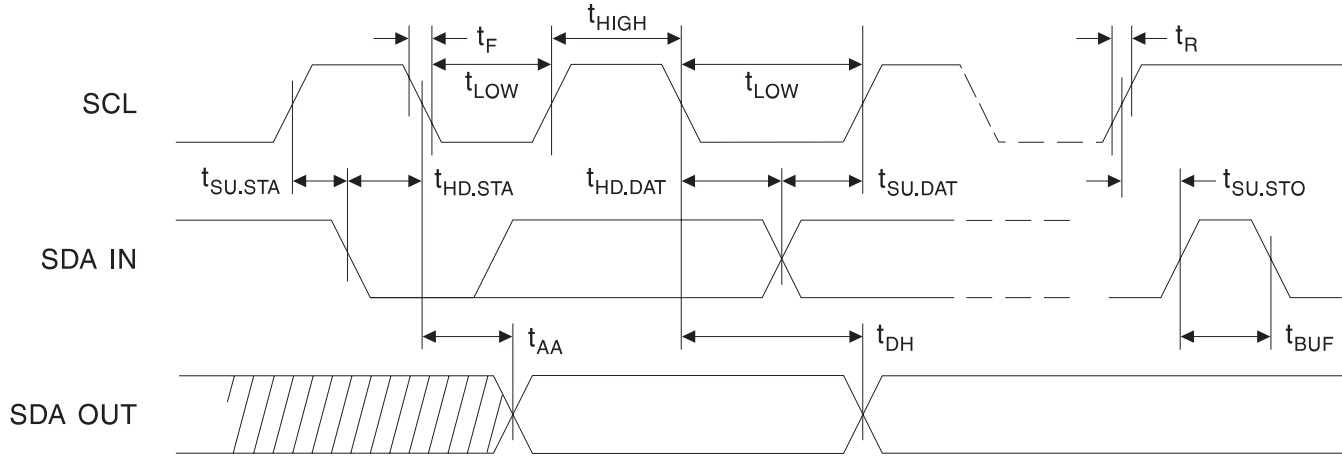 tHIGH
tF
tR
tLOW
tLOW
SCL
tSU.STA
tHD.STA
tHD.DAT
tSU.DAT
tSU.STO
SDA IN
tAA
tDH
tBUF
SDA OUT